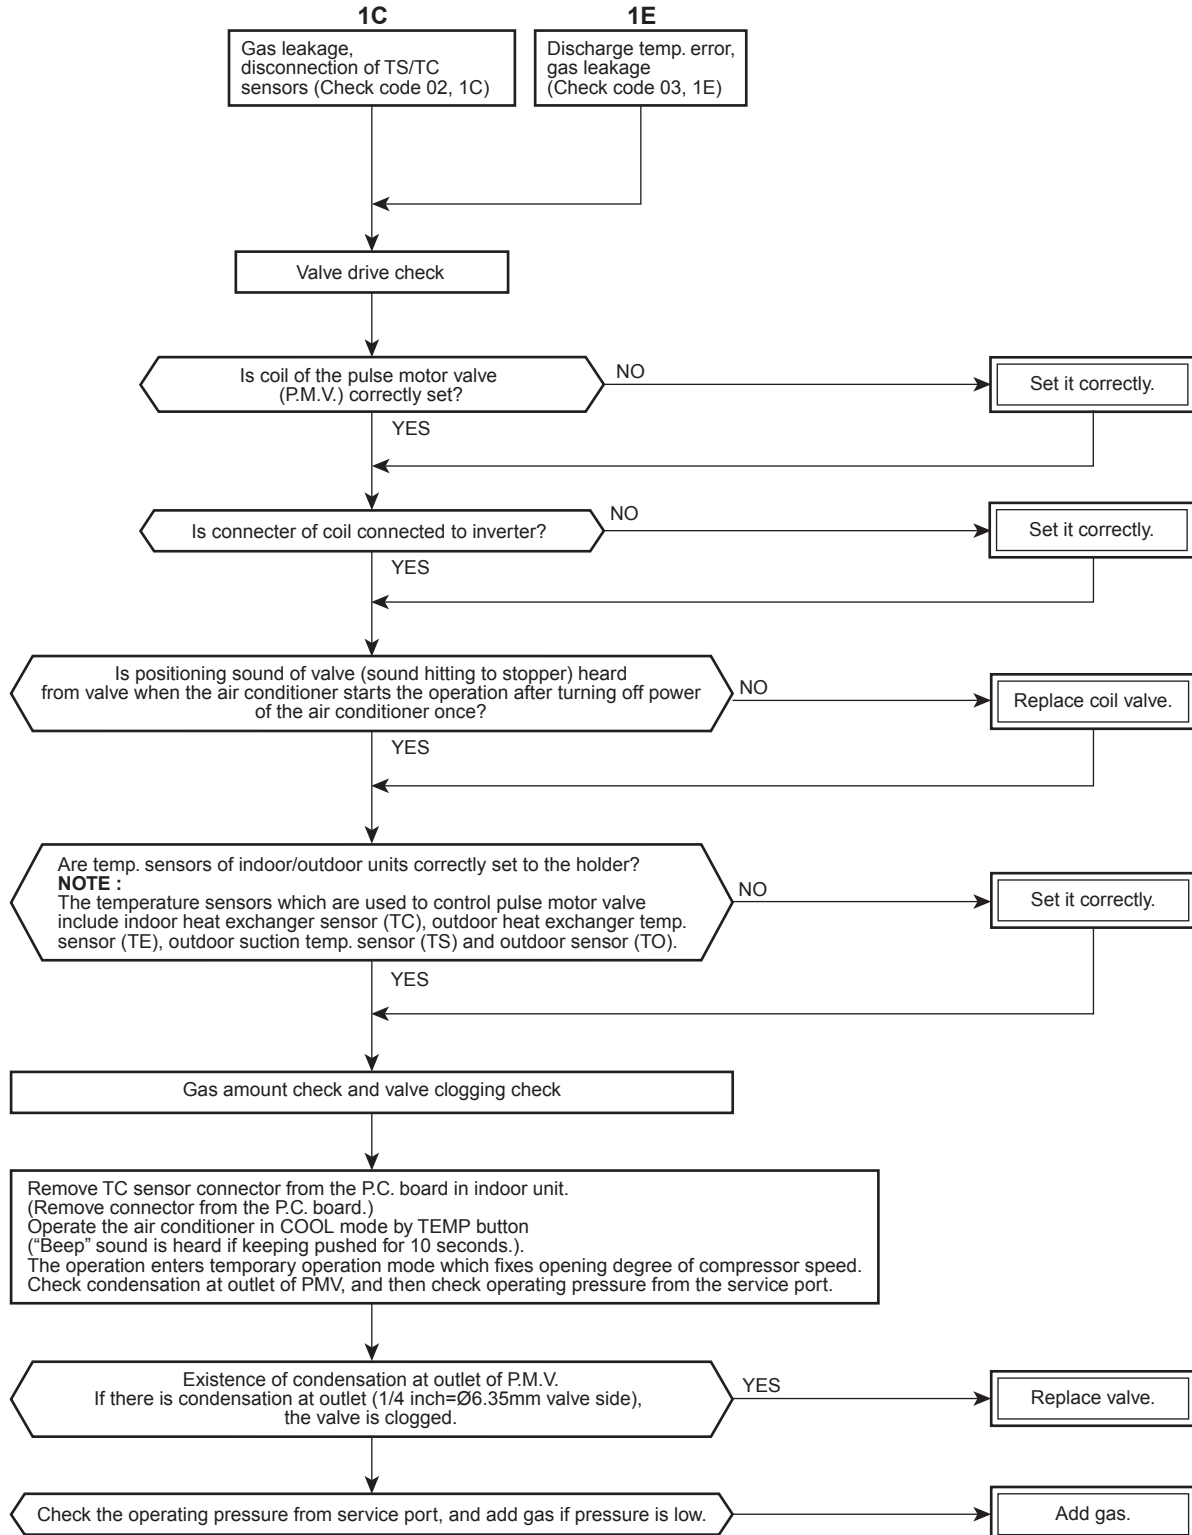 1C
1E
Gas leakage,
disconnection of TS/TC
sensors (Check code 02, 1C)
Discharge temp. error,
gas leakage
(Check code 03, 1E)
Valve drive check
Is coil of the pulse motor valve
(P.M.V.) correctly set?
NO
Set it correctly.
YES
Is connecter of coil connected to inverter?
NO
Set it correctly.
YES
Is positioning sound of valve (sound hitting to stopper) heard
from valve when the air conditioner starts the operation after turning off power
of the air conditioner once?
NO
Replace coil valve.
YES
Are temp. sensors of indoor/outdoor units correctly set to the holder?
NOTE :
The temperature sensors which are used to control pulse motor valve
include indoor heat exchanger sensor (TC), outdoor heat exchanger temp.
sensor (TE), outdoor suction temp. sensor (TS) and outdoor sensor (TO).
NO
Set it correctly.
YES
Gas amount check and valve clogging check
Remove TC sensor connector from the P.C. board in indoor unit.
(Remove connector from the P.C. board.)
Operate the air conditioner in COOL mode by TEMP button
(“Beep” sound is heard if keeping pushed for 10 seconds.).
The operation enters temporary operation mode which fixes opening degree of compressor speed.
Check condensation at outlet of PMV, and then check operating pressure from the service port.
Existence of condensation at outlet of P.M.V.
If there is condensation at outlet (1/4 inch=Ø6.35mm valve side),
the valve is clogged.
YES
Replace valve.
Check the operating pressure from service port, and add gas if pressure is low.
Add gas.